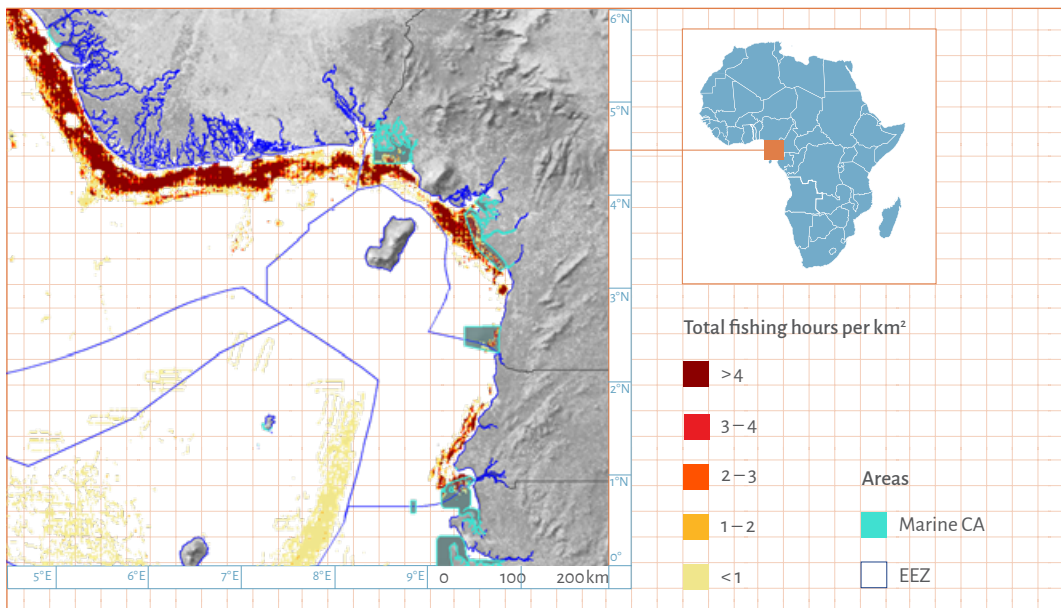 6°N
5°N
4°N
3°N
2°N
1°N
0°
5°E
6°E
7°E
8°E
9°E
0
100
200km
Total fishing hours per km²
>4
3–4
2–3
1–2
<1
Areas
Marine CA
EEZ